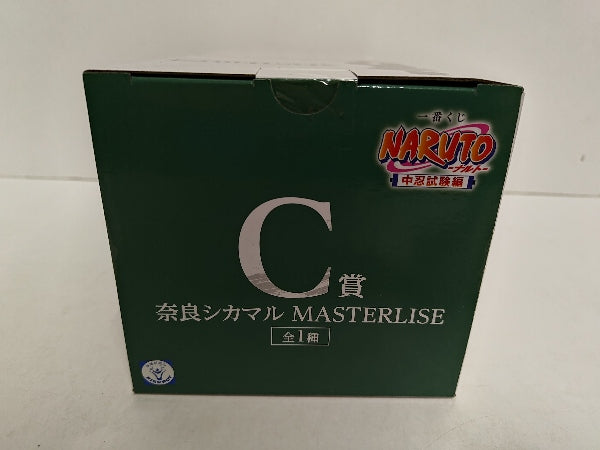 一番くじ
NARUTO
-ナルト-
中忍試験編
C賞
奈良シカマル MASTERLISE
全1種